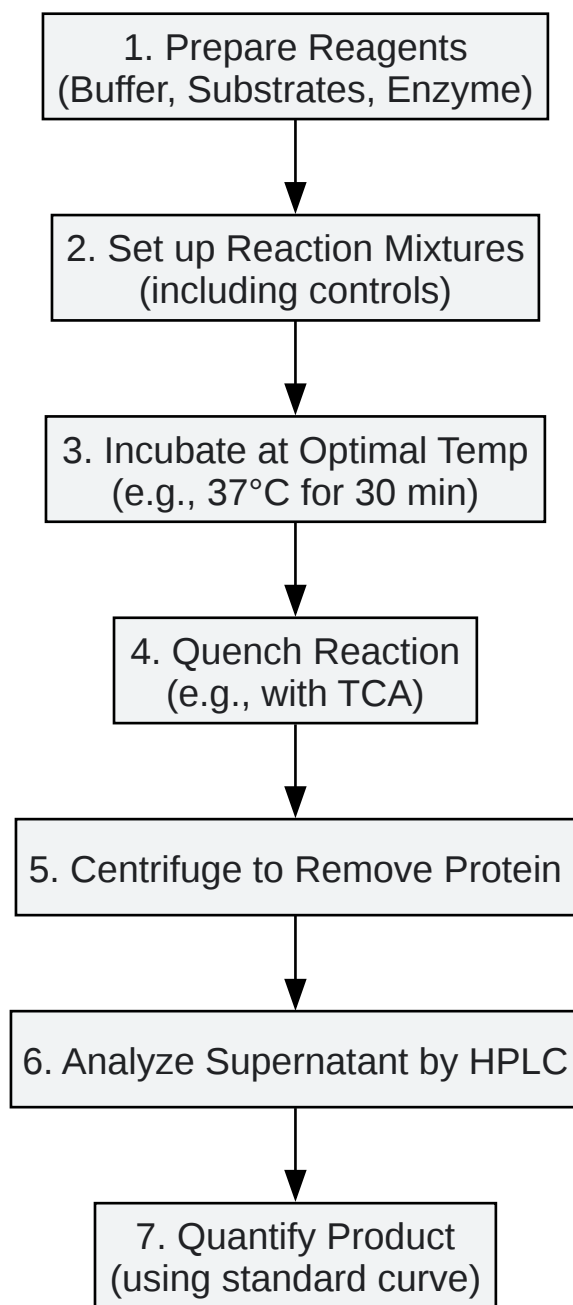 1. Prepare Reagents
(Buffer, Substrates, Enzyme)
2. Set up Reaction Mixtures
(including controls)
3. Incubate at Optimal Temp
(e.g., 37°C for 30 min)
4. Quench Reaction
(e.g., with TCA)
5. Centrifuge to Remove Protein
6. Analyze Supernatant by HPLC
7. Quantify Product
(using standard curve)